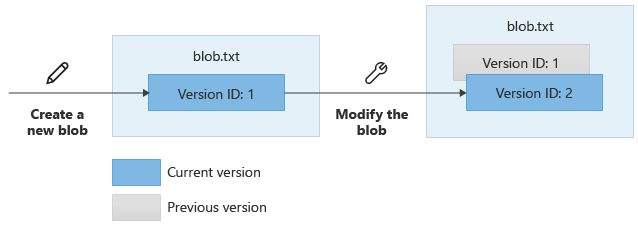 blob.txt
Version ID: 1
Create a
new blob
Modify the
blob
blob.txt
Version ID: 1
Version ID: 2
Current version
Previous version